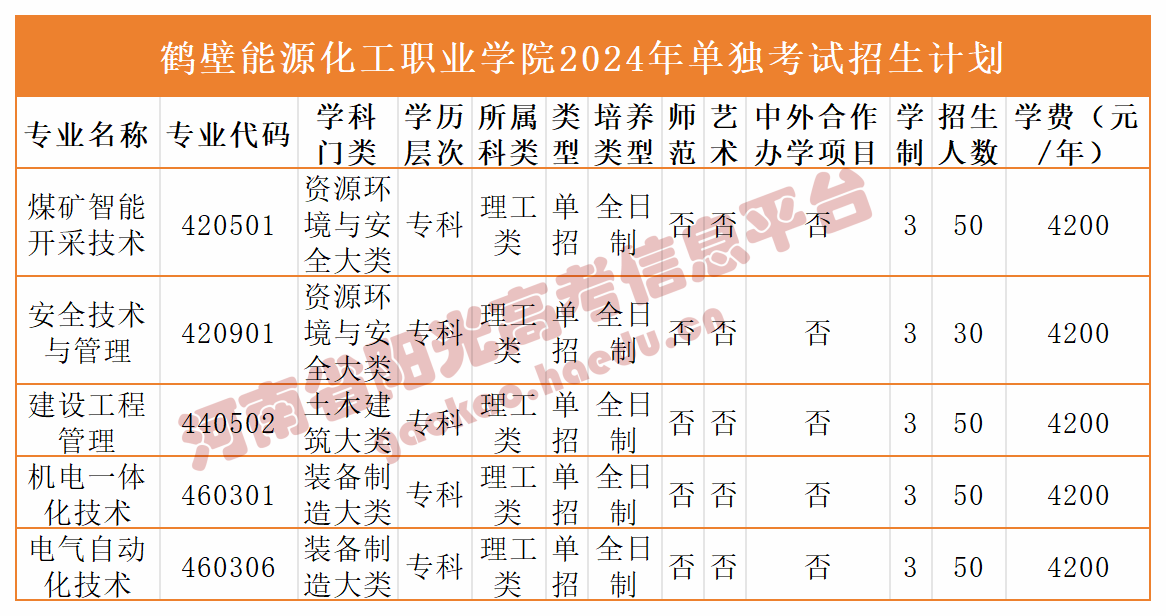 鹤壁能源化工职业学院2024年单独考试招生计划
专业名称 专业代码 学科门类 学历层次 所属科类 类型 培养类型 师范 艺术 中外合作办学项目 学制 招生人数 学费（元/年）
煤矿智能开采技术 420501 资源环境与安全大类 专科 理工类 单招 全日制 否 否 否 3 50 4200
安全技术与管理 420901 资源环境与安全大类 专科 理工类 单招 全日制 否 否 否 3 30 4200
建设工程管理 440502 土木建筑大类 专科 理工类 单招 全日制 否 否 否 3 50 4200
机电一体化技术 460301 装备制造大类 专科 理工类 单招 全日制 否 否 否 3 50 4200
电气自动化技术 460306 装备制造大类 专科 理工类 单招 全日制 否 否 否 3 50 4200
河南省阳光高考信息平台
gaokao.haedu.cn